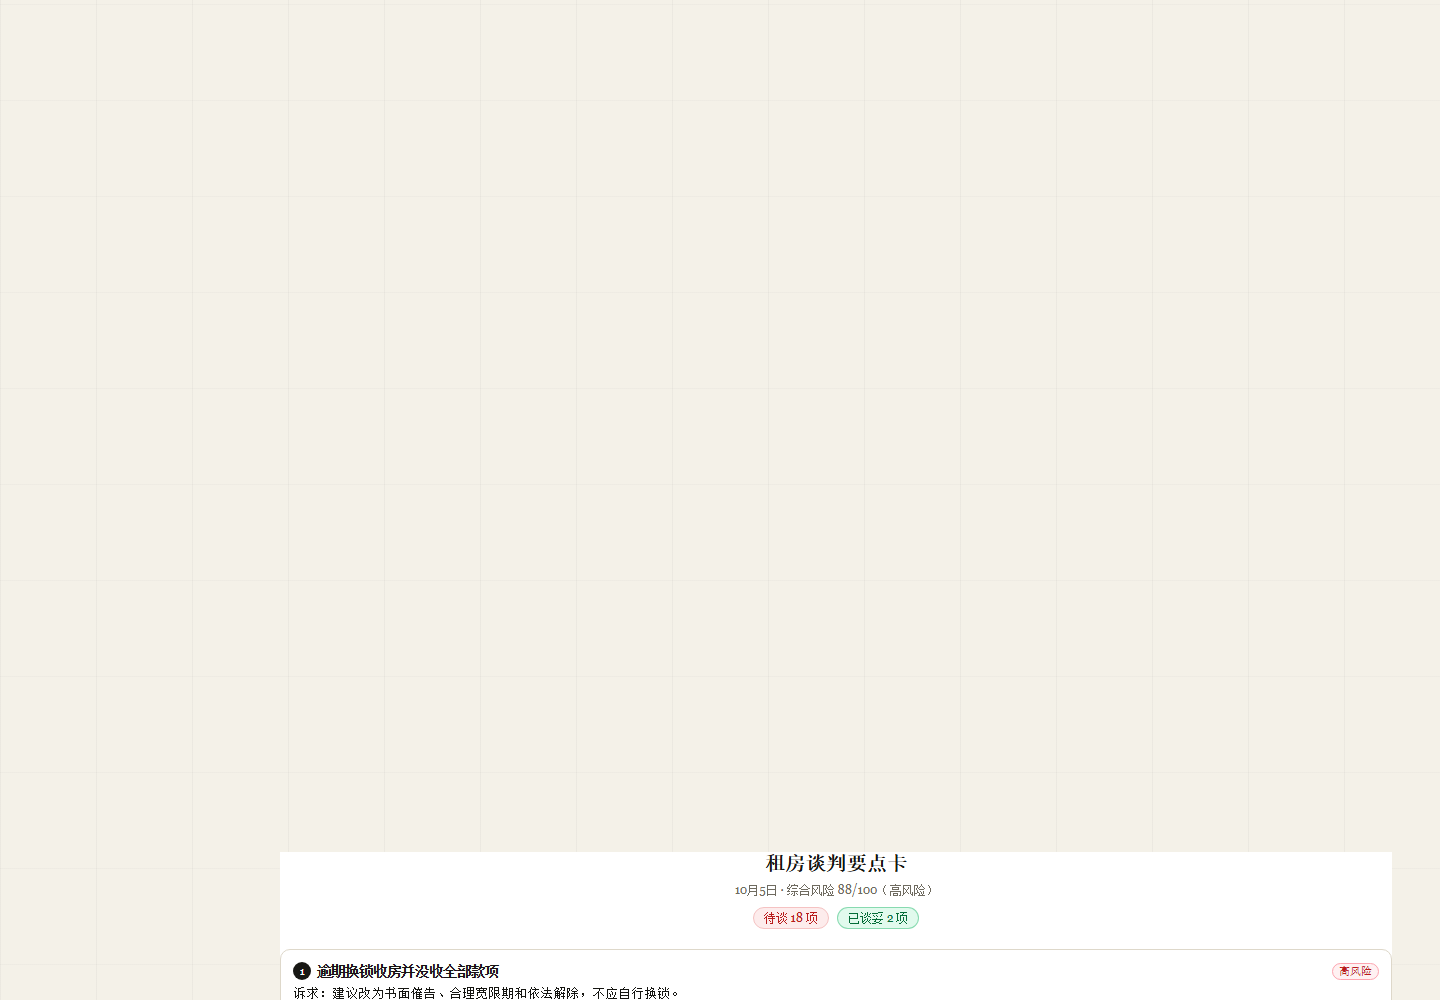 租房谈判要点卡
10月5日 · 综合风险 88/100（高风险）
待谈 18 项 已谈妥 2 项
1 逾期换锁收房并没收全部款项 高风险
诉求：建议改为书面催告、合理宽限期和依法解除，不应自行换锁。